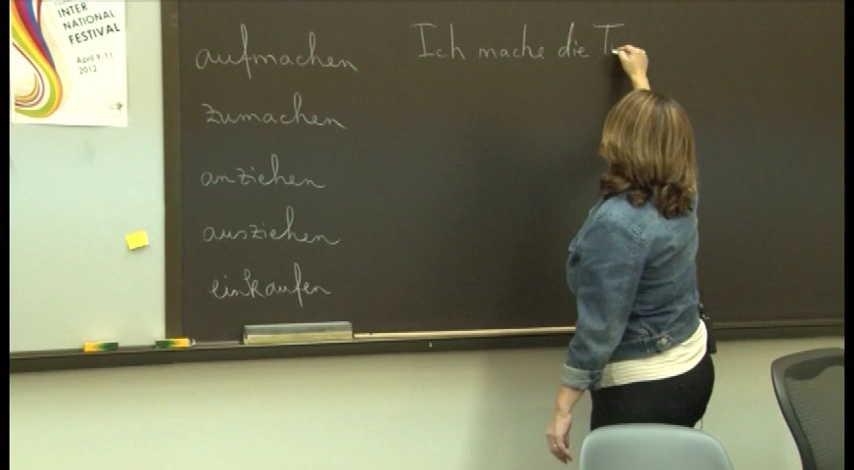 INTER
NATIONAL
FESTIVAL
April 9-11
2012
aufmachen
Ich mache die T
zumachen
anziehen
ausziehen
einkaufen